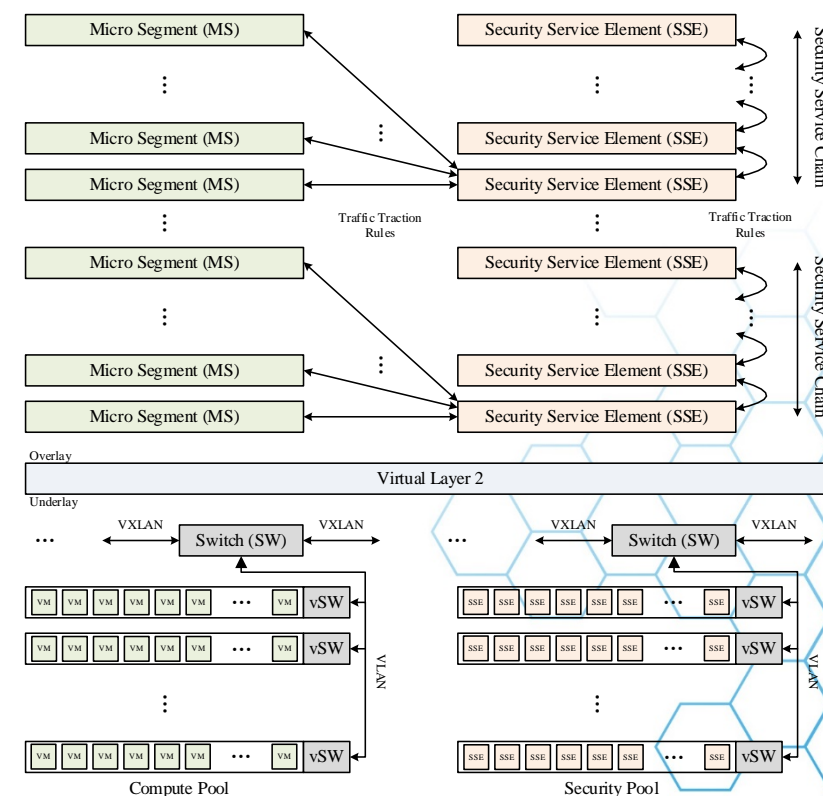 Micro Segment (MS)
Security Service Element (SSE)
Micro Segment (MS)
Security Service Element (SSE)
Micro Segment (MS)
Security Service Element (SSE)
Security Service Chain
Traffic Traction
Rules
Traffic Traction
Rules
Micro Segment (MS)
Security Service Element (SSE)
Micro Segment (MS)
Security Service Element (SSE)
Micro Segment (MS)
Security Service Element (SSE)
Security Service Chain
Overlay
Virtual Layer 2
Underlay
... VXLAN Switch (SW) VXLAN
... VXLAN Switch (SW) VXLAN
VM VM VM VM VM VM ... VM vSW
SSE SSE SSE SSE SSE SSE ... SSE vSW
VM VM VM VM VM VM ... VM vSW
SSE SSE SSE SSE SSE SSE ... SSE vSW
VLAN
VLAN
VM VM VM VM VM VM ... VM vSW
SSE SSE SSE SSE SSE SSE ... SSE vSW
Compute Pool
Security Pool